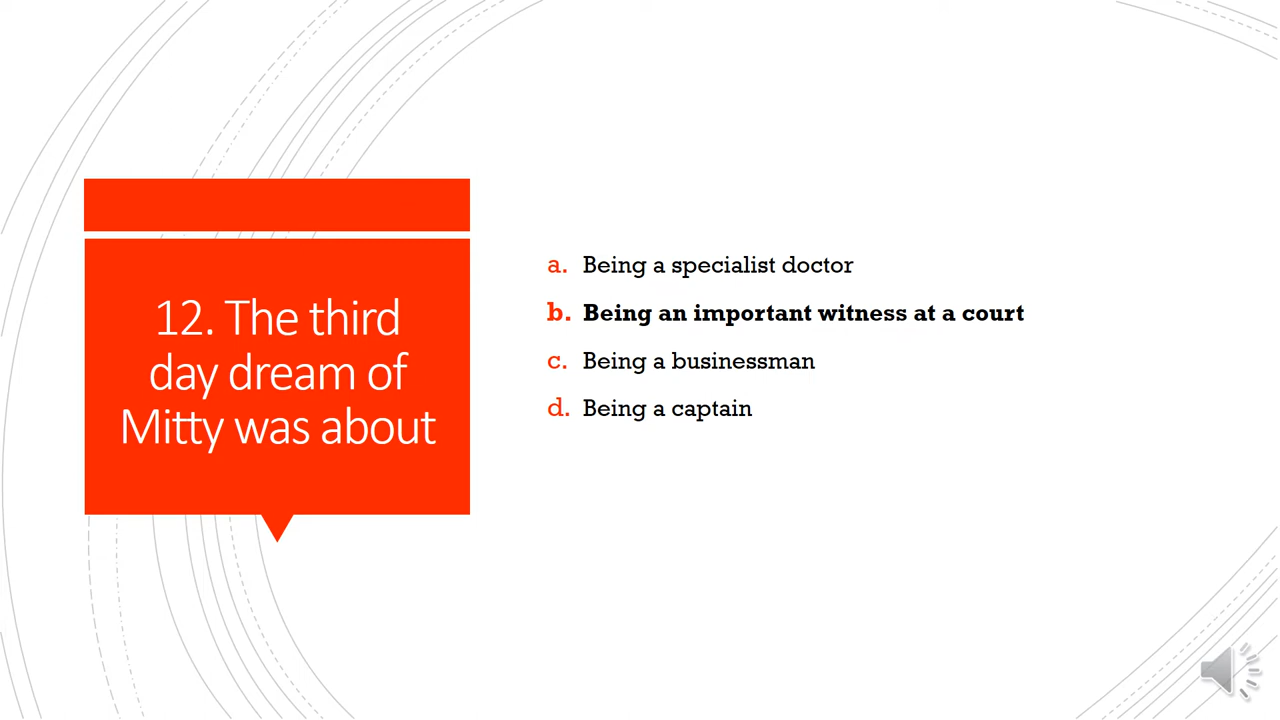 12. The third
day dream of
Mitty was about
a. Being a specialist doctor
b. Being an important witness at a court
c. Being a businessman
d. Being a captain